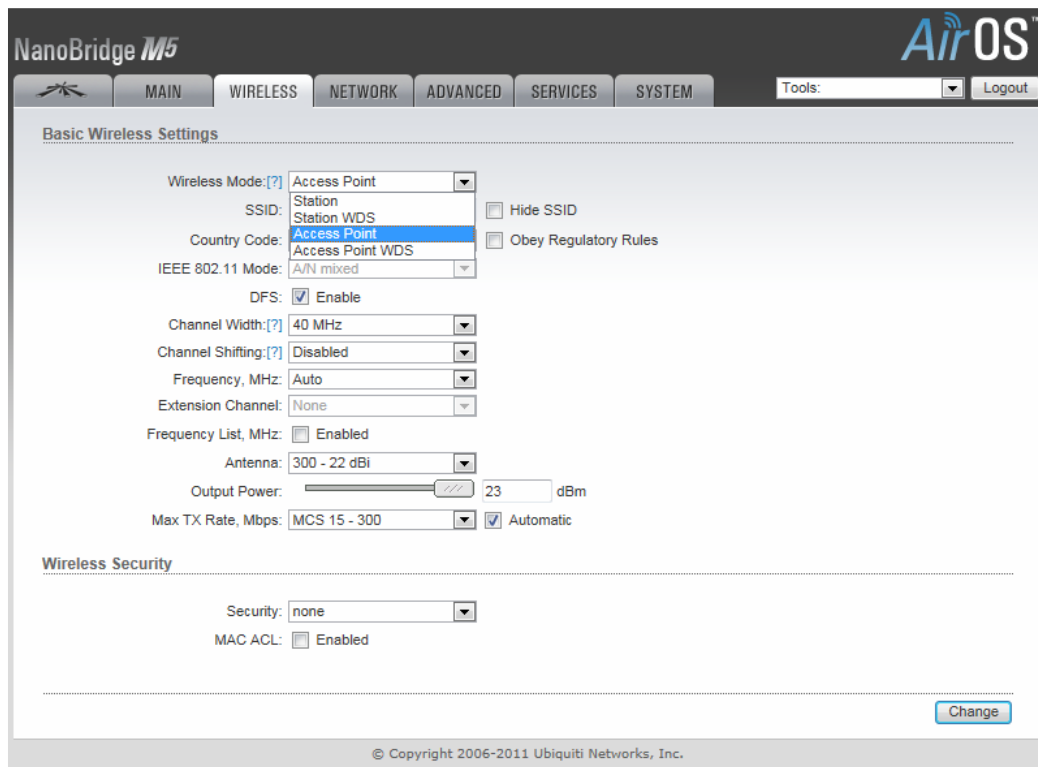 NanoBridge M5
AirOS™
MAIN WIRELESS NETWORK ADVANCED SERVICES SYSTEM Tools: Logout
Basic Wireless Settings
Wireless Mode:[?] Access Point
Station
SSID: Hide SSID
Station WDS
Country Code: Access Point Obey Regulatory Rules
Access Point WDS
IEEE 802.11 Mode: A/N mixed
DFS: Enable
Channel Width:[?] 40 MHz
Channel Shifting:[?] Disabled
Frequency, MHz: Auto
Extension Channel: None
Frequency List, MHz: Enabled
Antenna: 300 - 22 dBi
Output Power: 23 dBm
Max TX Rate, Mbps: MCS 15 - 300 Automatic
Wireless Security
Security: none
MAC ACL: Enabled
Change
© Copyright 2006-2011 Ubiquiti Networks, Inc.